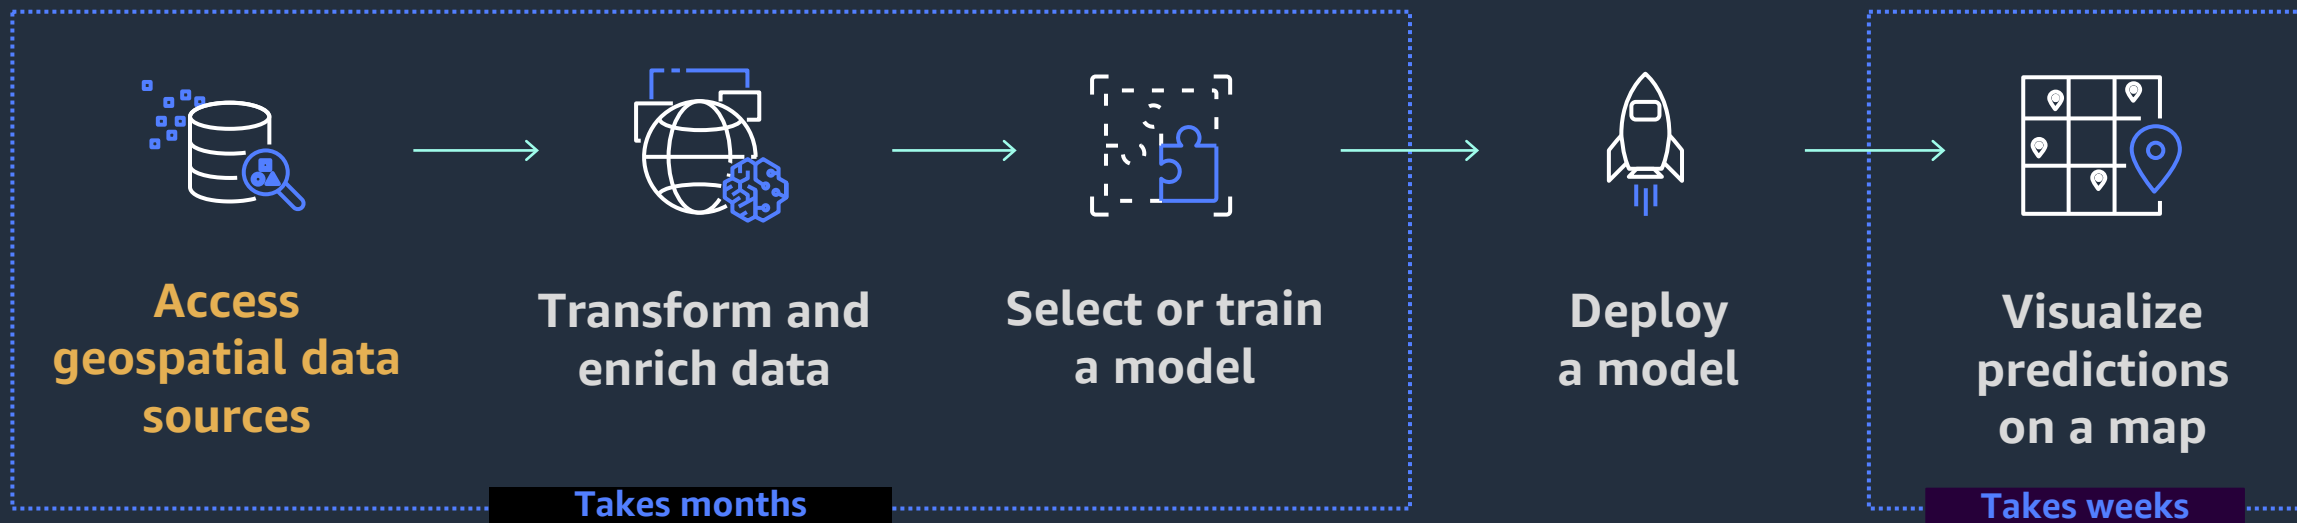 Access
geospatial data
sources
Transform and
enrich data
Select or train
a model
Deploy
a model
Visualize
predictions
on a map
Takes months
Takes weeks